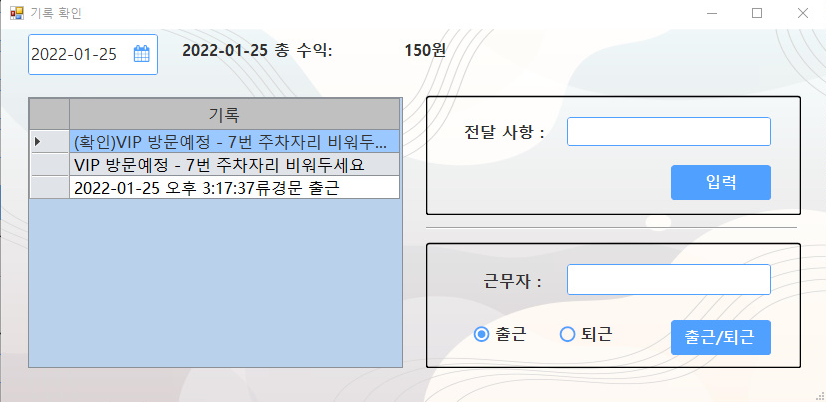 기록 확인
2022-01-25
2022-01-25 총 수익: 150원
기록
(확인)VIP 방문예정 - 7번 주차자리 비워두...
VIP 방문예정 - 7번 주차자리 비워두세요
2022-01-25 오후 3:17:37류경문 출근
전달 사항 :
입력
근무자 :
출근 퇴근
출근/퇴근